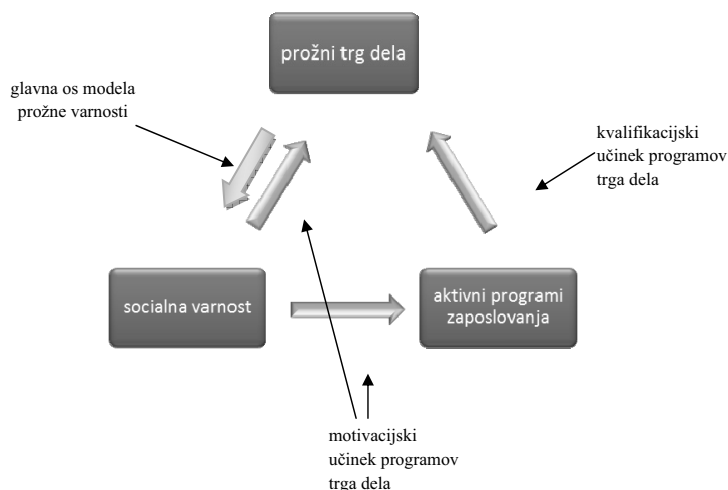 prožni trg dela
glavna os modela
prožne varnosti
kvalifikacijski
učinek programov
trga dela
socialna varnost
aktivni programi
zaposlovanja
motivacijski
učinek programov
trga dela